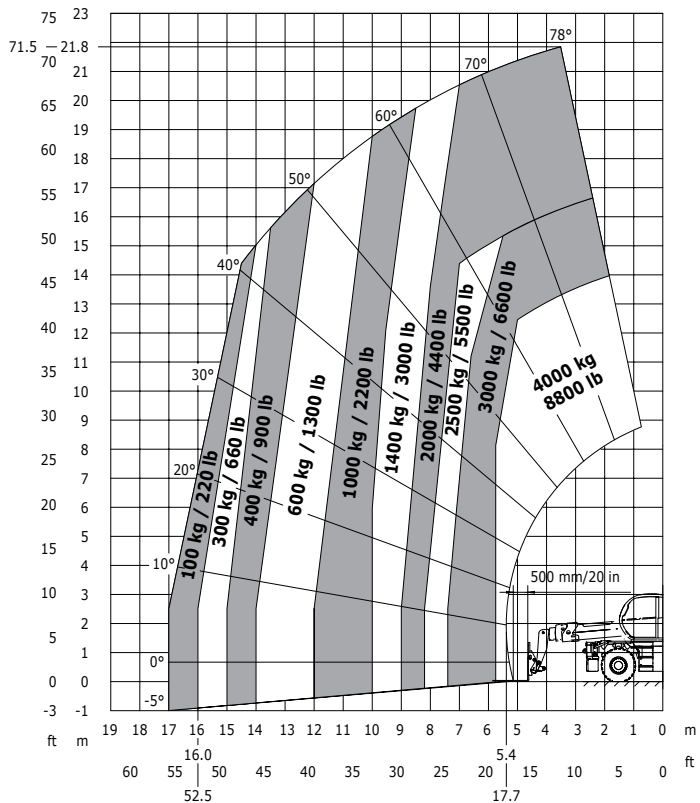 75 23
71.5 21.8
70 22
21
65 20
19
60 18
55 17
16
50 15
45 14
13
40 12
11
35 10
30 9
8
25 7
20 6
5
15 4
10 3
2
5 1
0 0
-3 -1
ft m
78°
70°
60°
50°
40°
30°
20°
10°
0°
-5°
100 kg / 220 lb
300 kg / 660 lb
400 kg / 900 lb
600 kg / 1300 lb
1000 kg / 2200 lb
1400 kg / 3000 lb
2000 kg / 4400 lb
2500 kg / 5500 lb
3000 kg / 6600 lb
4000 kg
8800 lb
500 mm/20 in
19 18 17 16 15 14 13 12 11 10 9 8 7 6 5 4 3 2 1 0 m
16.0 5.4
60 55 50 45 40 35 30 25 20 15 10 5 0 ft
52.5 17.7